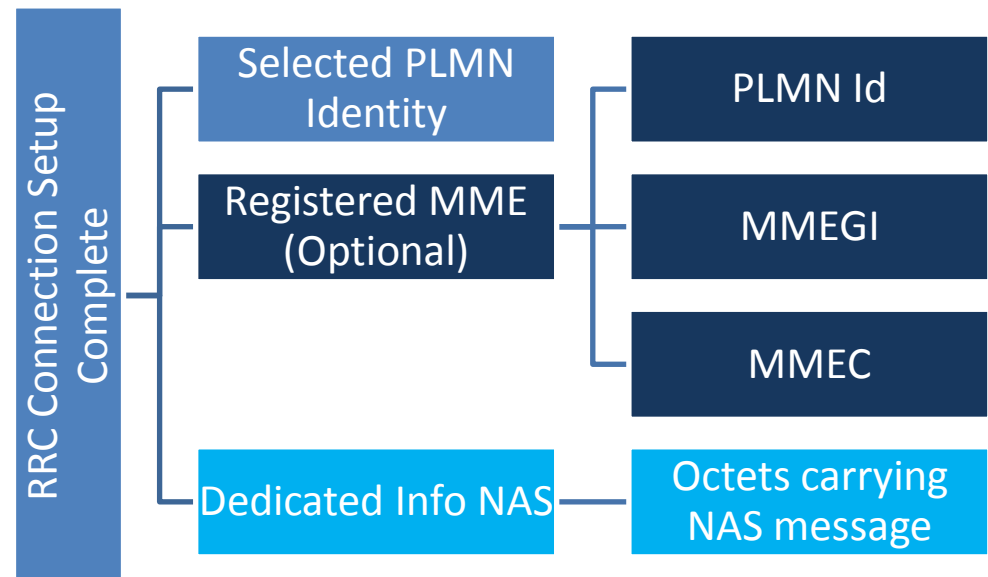 RRC Connection Setup
Complete
Selected PLMN
Identity
Registered MME
(Optional)
PLMN Id
MMEGI
MMEC
Dedicated Info NAS
Octets carrying
NAS message